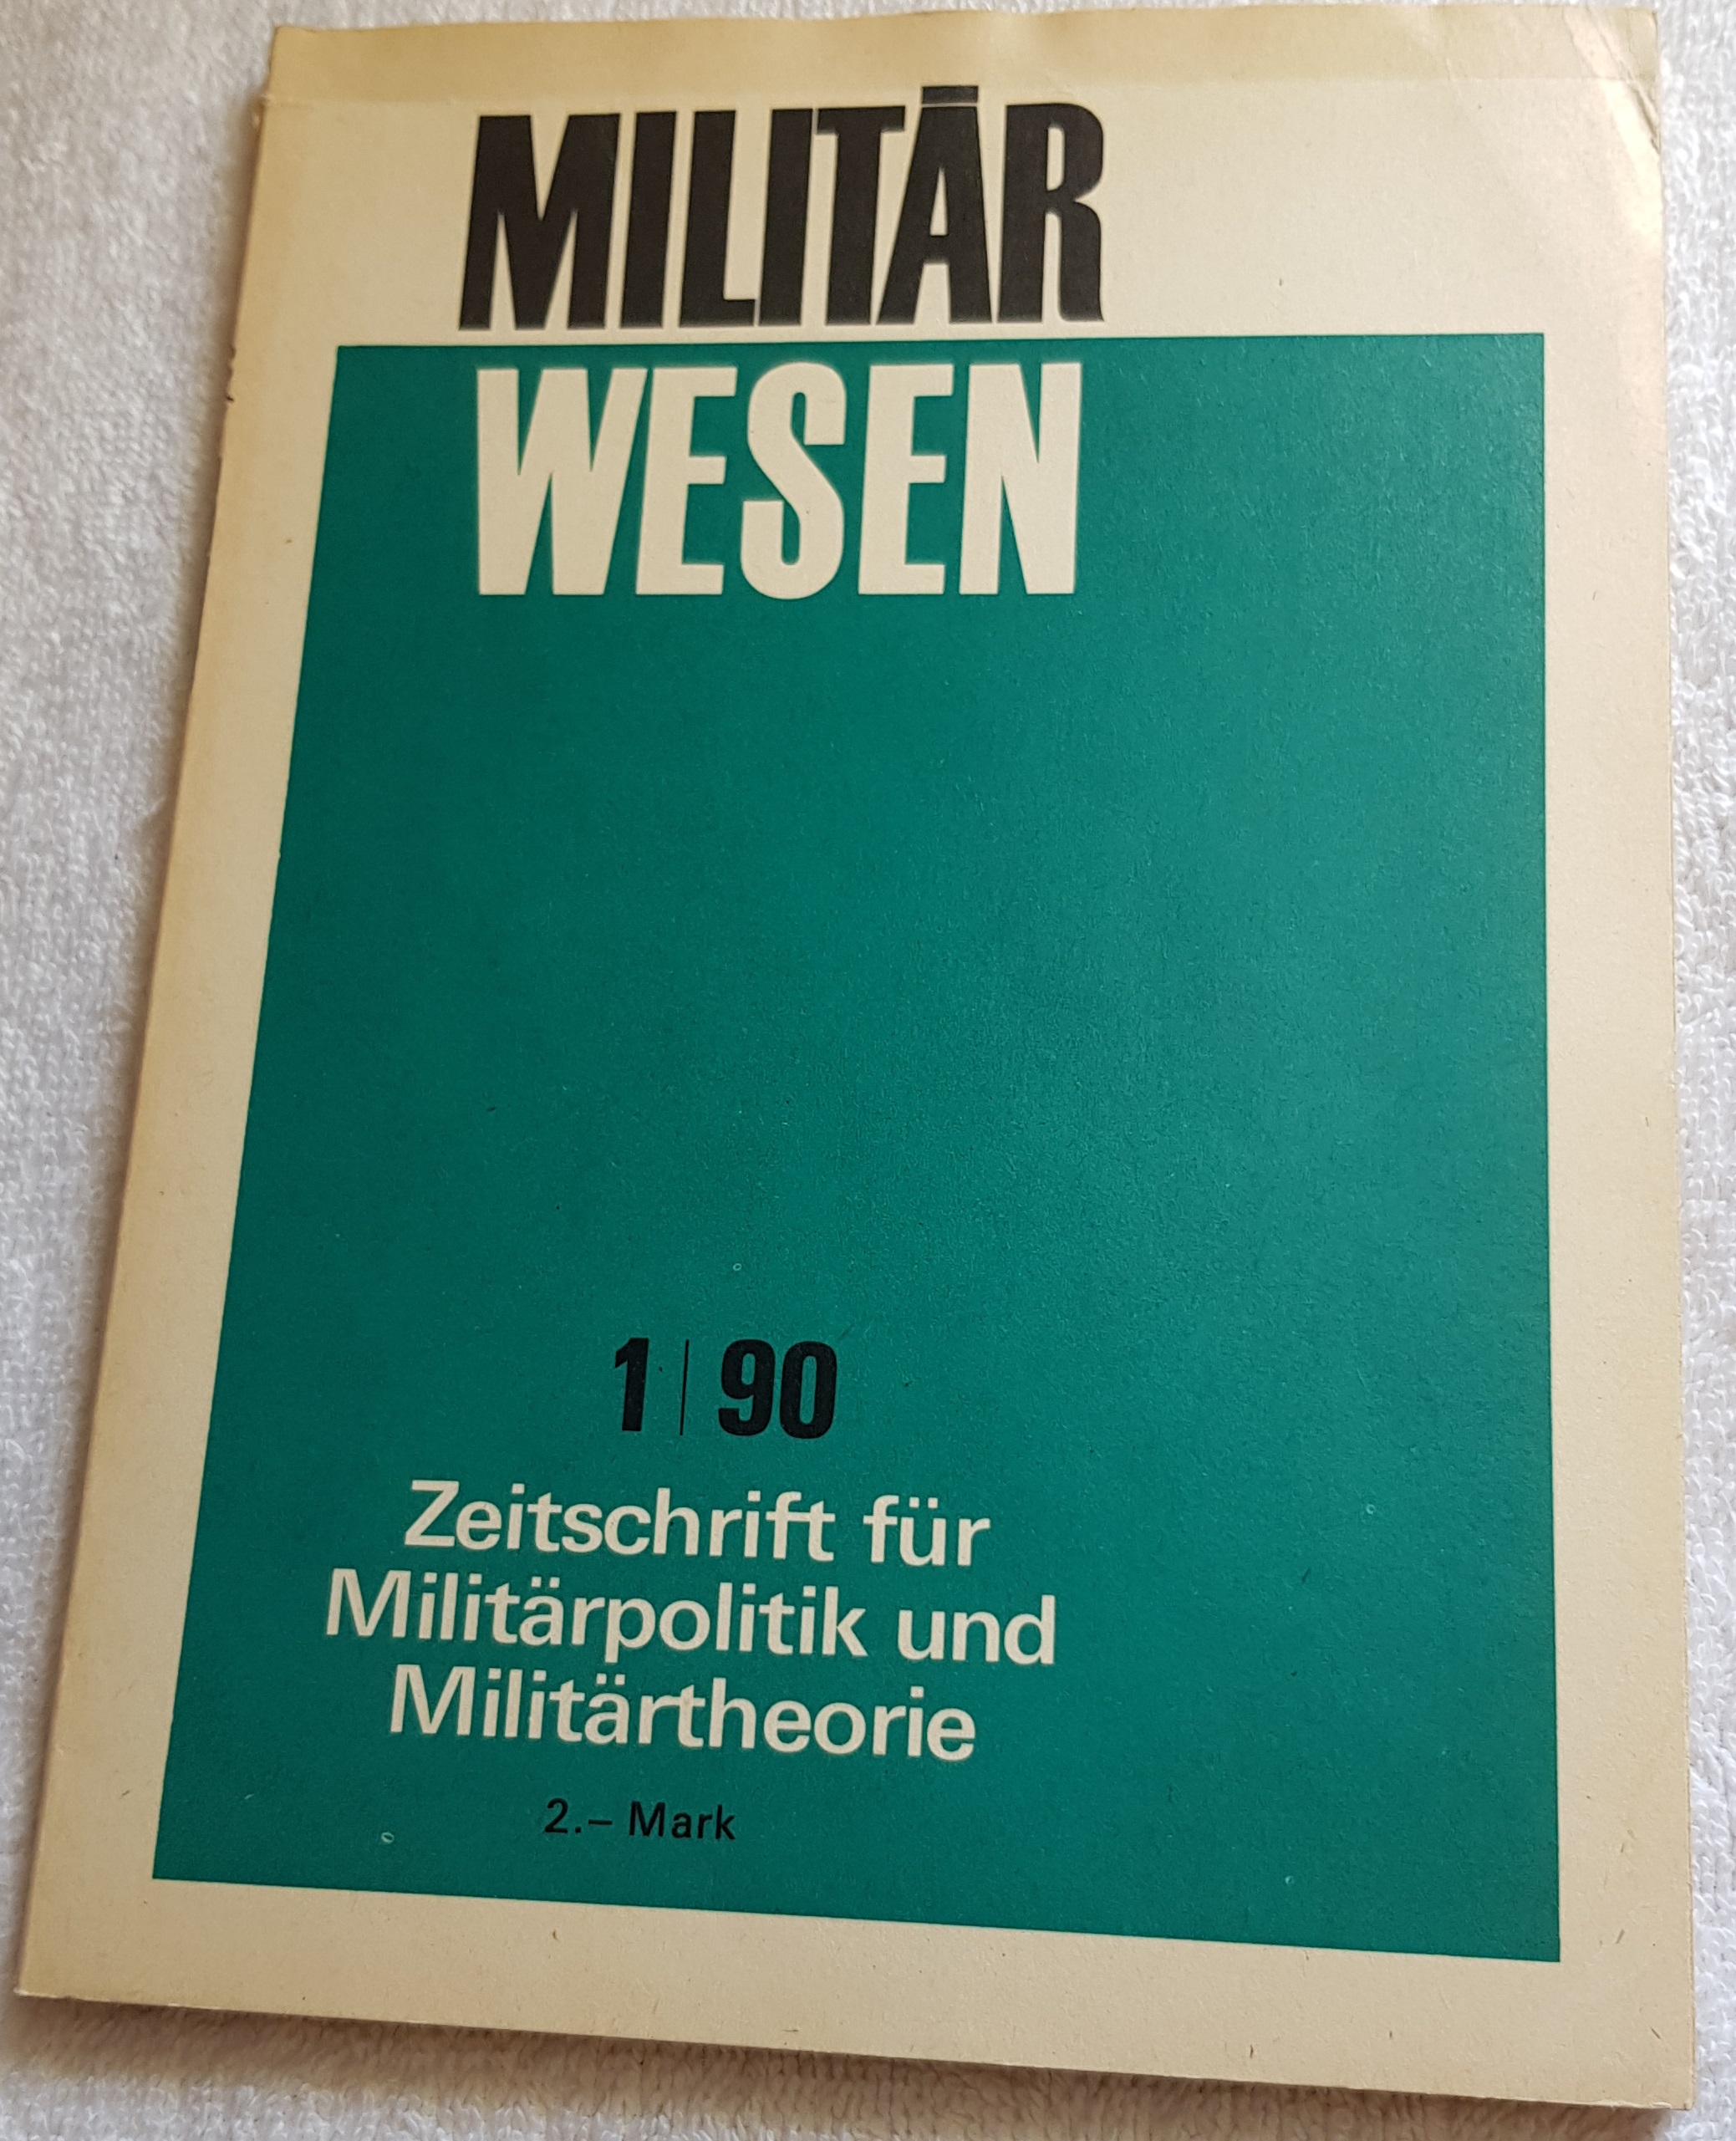 MILITÄR
WESEN
1 | 90
Zeitschrift für
Militärpolitik und
Militärtheorie
2.– Mark